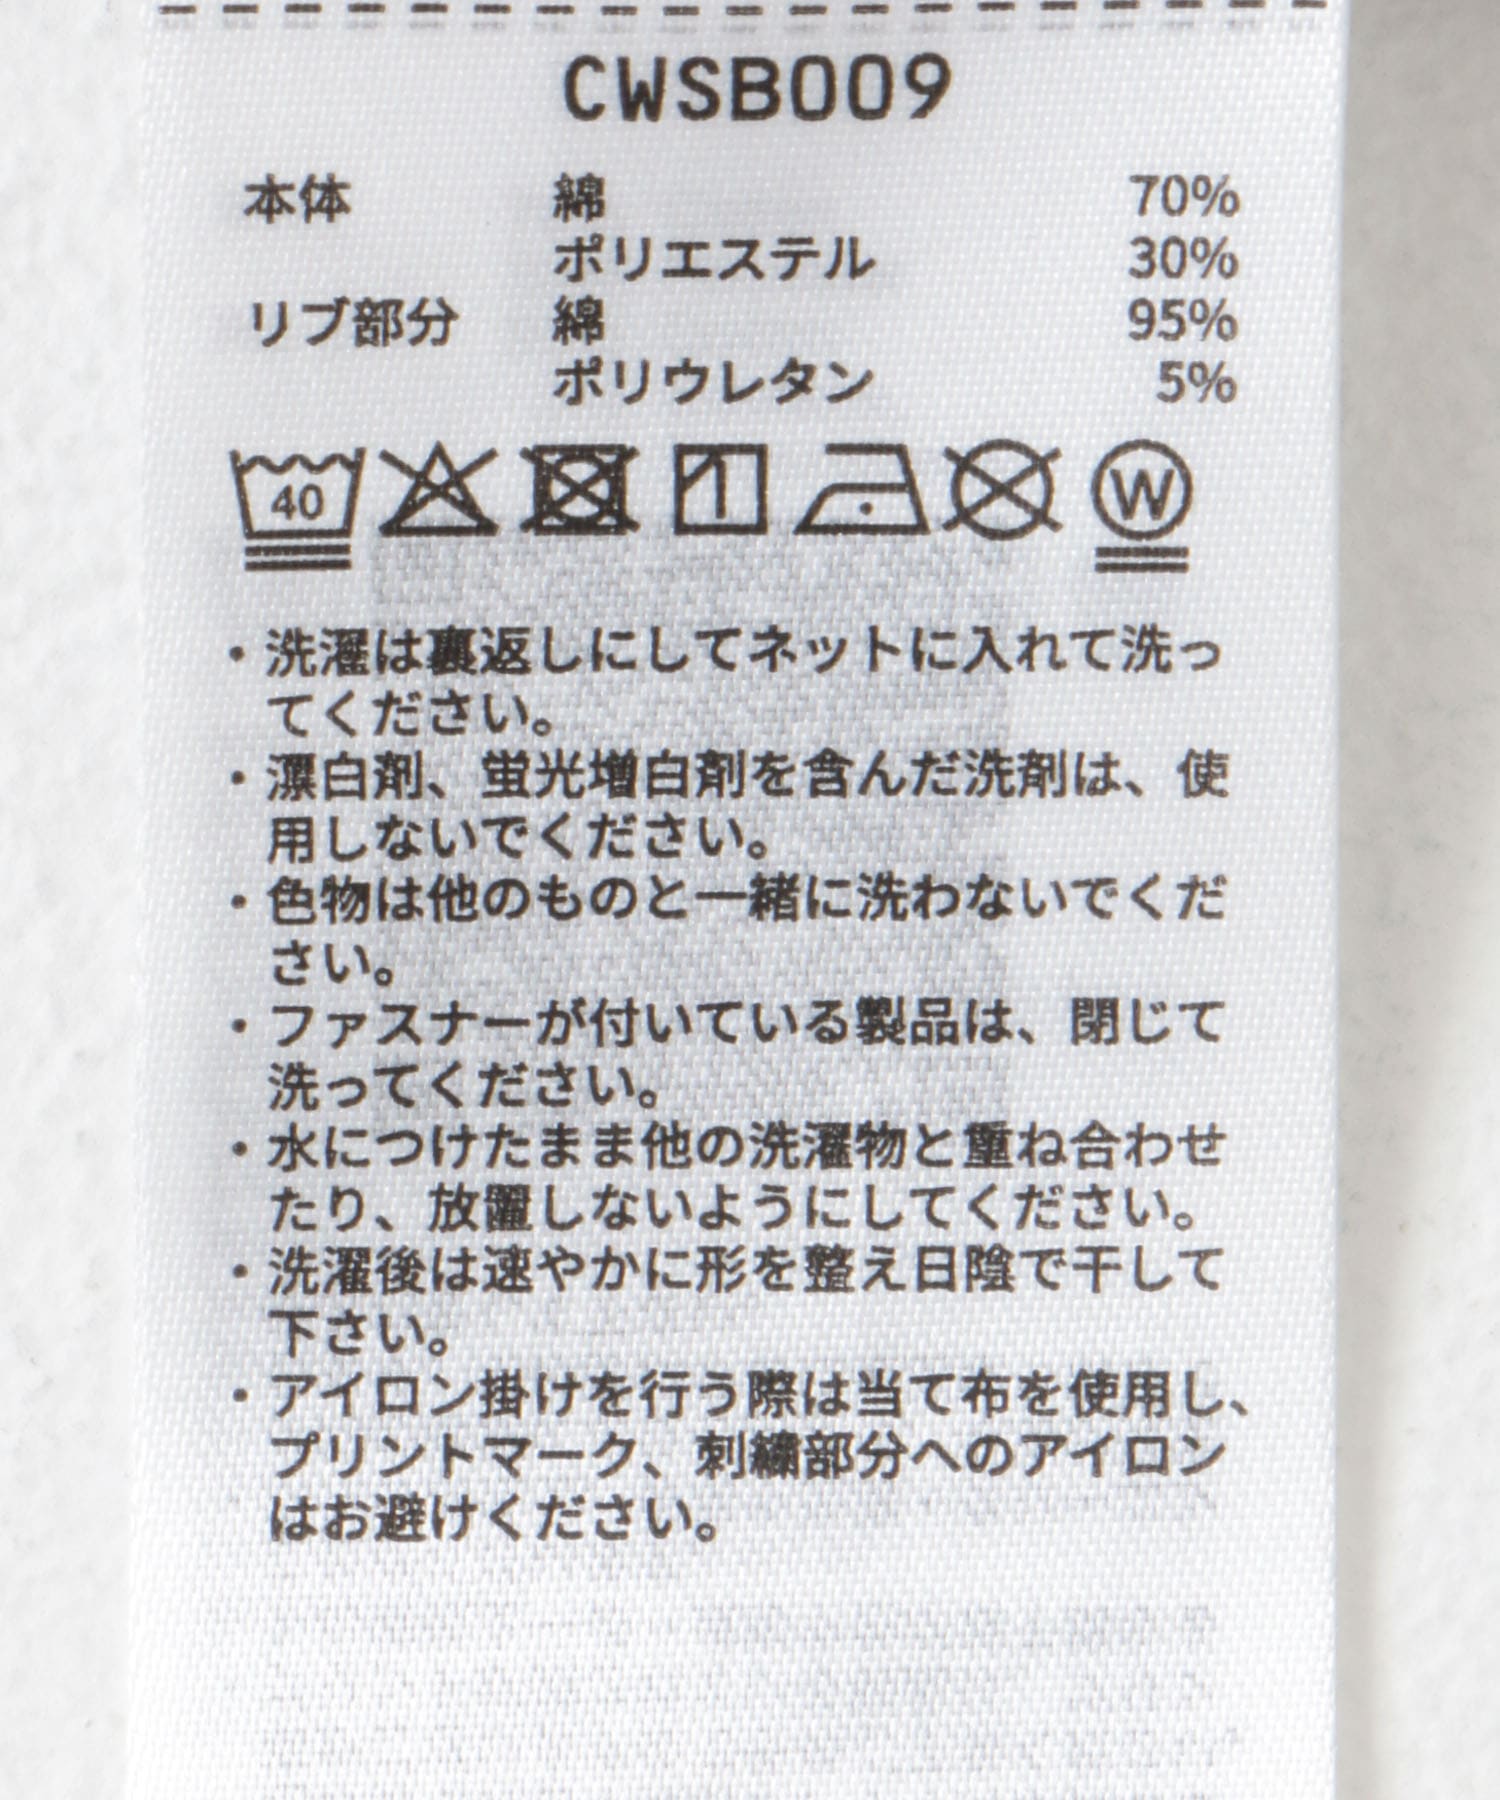 CWSB009
本体 綿 70%
ポリエステル 30%
リブ部分 綿 95%
ポリウレタン 5%
40 W
・洗濯は裏返しにしてネットに入れて洗っ
てください。
・漂白剤、蛍光増白剤を含んだ洗剤は、使
用しないでください。
・色物は他のものと一緒に洗わないでくだ
さい。
・ファスナーが付いている製品は、閉じて
洗ってください。
・水につけたまま他の洗濯物と重ね合わせ
たり、放置しないようにしてください。
・洗濯後は速やかに形を整え日陰で干して
下さい。
・アイロン掛けを行う際は当て布を使用し、
プリントマーク、刺繍部分へのアイロン
はお避けください。